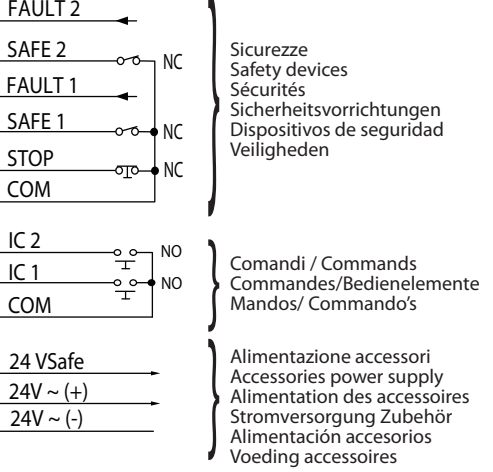 FAULT 2
SAFE 2
NC
FAULT 1
SAFE 1
NC
STOP
NC
COM
Sicurezze
Safety devices
Sécurités
Sicherheitsvorrichtungen
Dispositivos de seguridad
Veiligheden
IC 2
NO
IC 1
NO
COM
Comandi / Commands
Commandes/Bedienelemente
Mandos/ Commando's
24 VSafe
24V ~ (+)
24V ~ (-)
Alimentazione accessori
Accessories power supply
Alimentation des accessoires
Stromversorgung Zubehör
Alimentación accesorios
Voeding accessoires